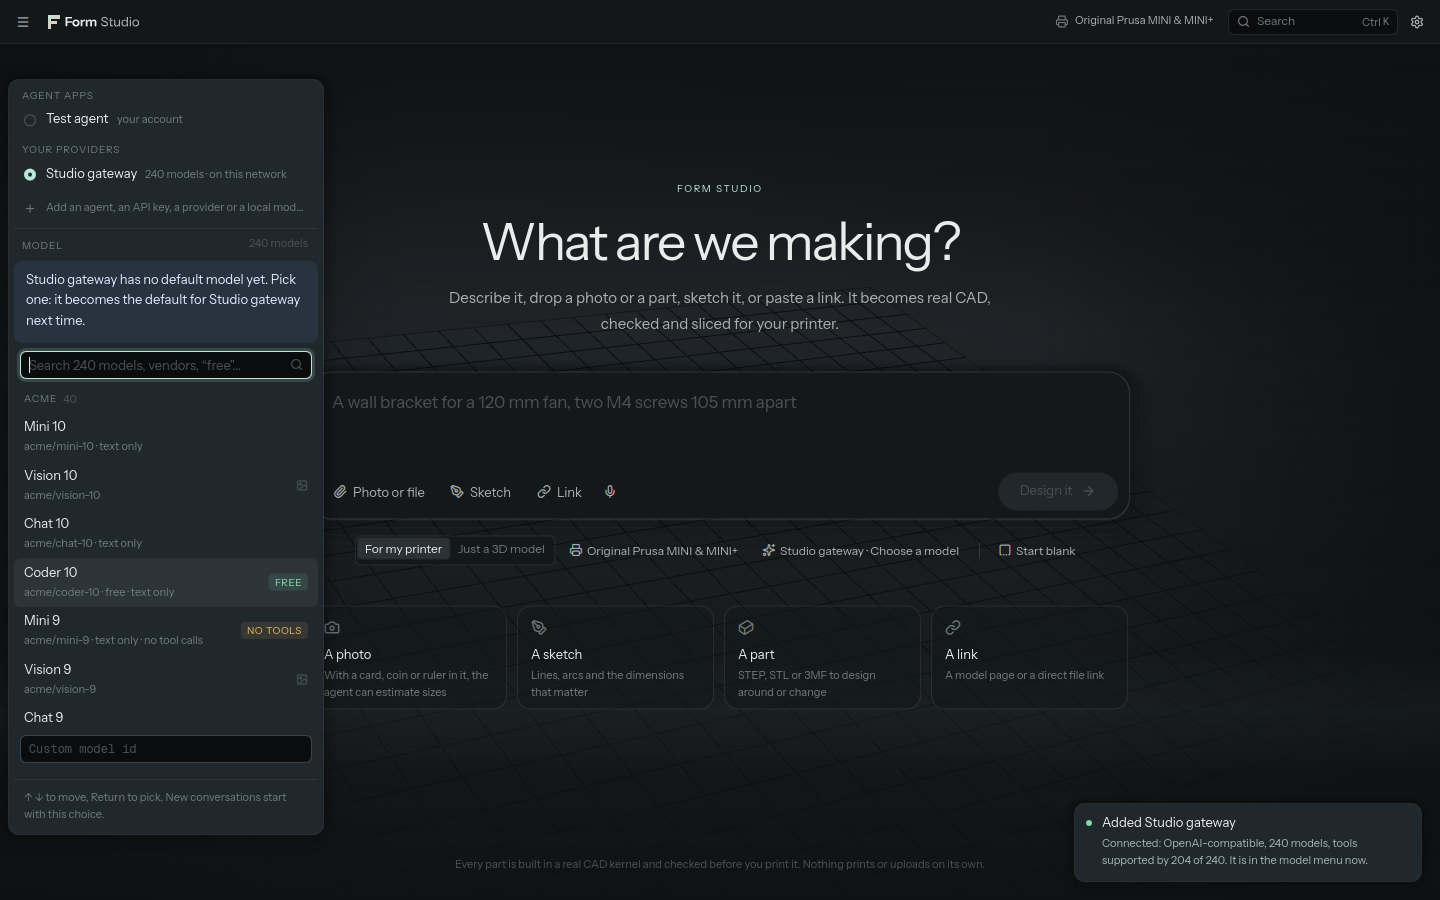 Form Studio
Original Prusa MINI & MINI+
Search
Ctrl K
AGENT APPS
Test agent your account
YOUR PROVIDERS
Studio gateway 240 models · on this network
Add an agent, an API key, a provider or a local mod…
MODEL 240 models
Studio gateway has no default model yet. Pick
one: it becomes the default for Studio gateway
next time.
Search 240 models, vendors, “free”…
ACME 40
Mini 10
acme/mini-10 · text only
Vision 10
acme/vision-10
Chat 10
acme/chat-10 · text only
Coder 10
acme/coder-10 · free · text only
FREE
Mini 9
acme/mini-9 · text only · no tool calls
NO TOOLS
Vision 9
acme/vision-9
Chat 9
Custom model id
↑ ↓ to move, Return to pick. New conversations start
with this choice.
FORM STUDIO
What are we making?
Describe it, drop a photo or a part, sketch it, or paste a link. It becomes real CAD,
checked and sliced for your printer.
A wall bracket for a 120 mm fan, two M4 screws 105 mm apart
Photo or file
Sketch
Link
Design it
For my printer
Just a 3D model
Original Prusa MINI & MINI+
Studio gateway · Choose a model
Start blank
A photo
With a card, coin or ruler in it, the
agent can estimate sizes
A sketch
Lines, arcs and the dimensions
that matter
A part
STEP, STL or 3MF to design
around or change
A link
A model page or a direct file link
Every part is built in a real CAD kernel and checked before you print it. Nothing prints or uploads on its own.
Added Studio gateway
Connected: OpenAI-compatible, 240 models, tools
supported by 204 of 240. It is in the model menu now.